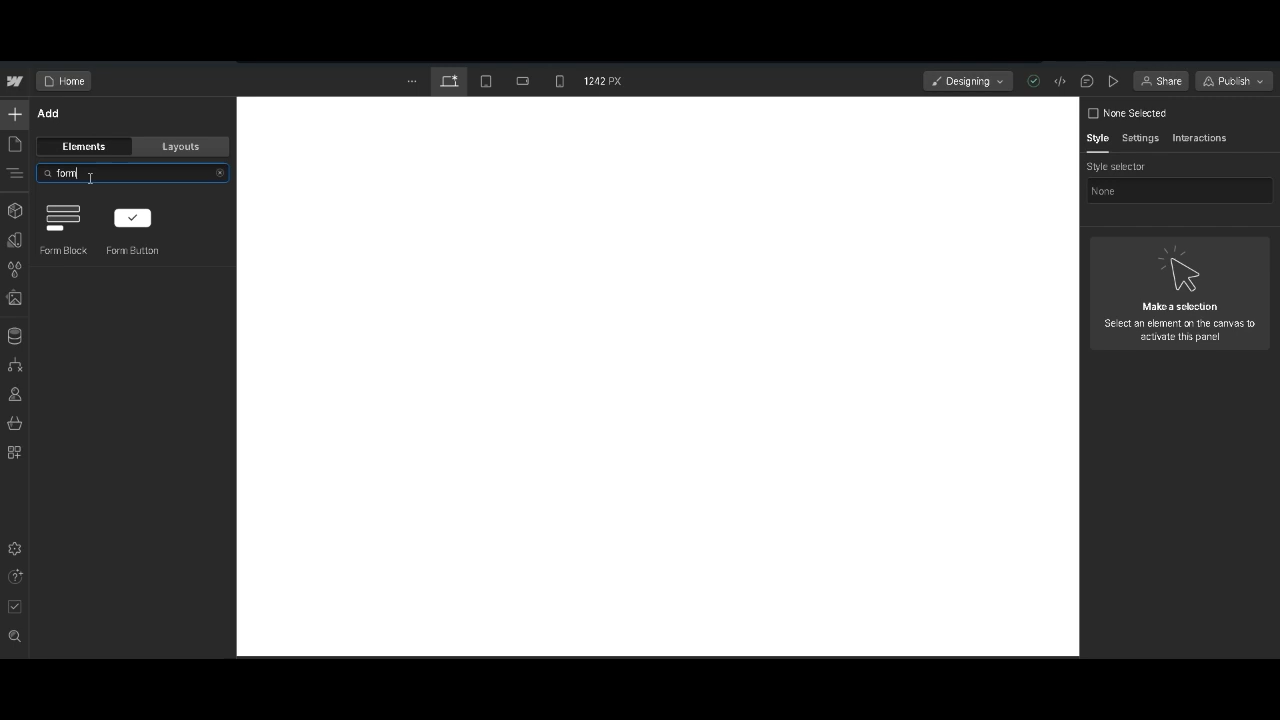 Home
1242 PX
Designing
Share
Publish
Add
Elements
Layouts
form
Form Block
Form Button
None Selected
Style
Settings
Interactions
Style selector
None
Make a selection
Select an element on the canvas to
activate this panel